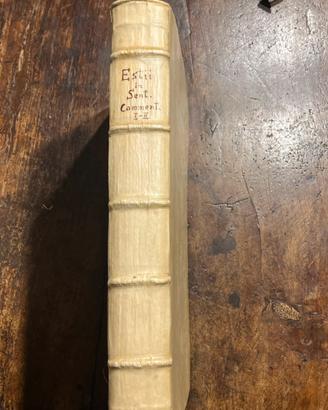 Estii
in
Sent.
Comment.
I-II